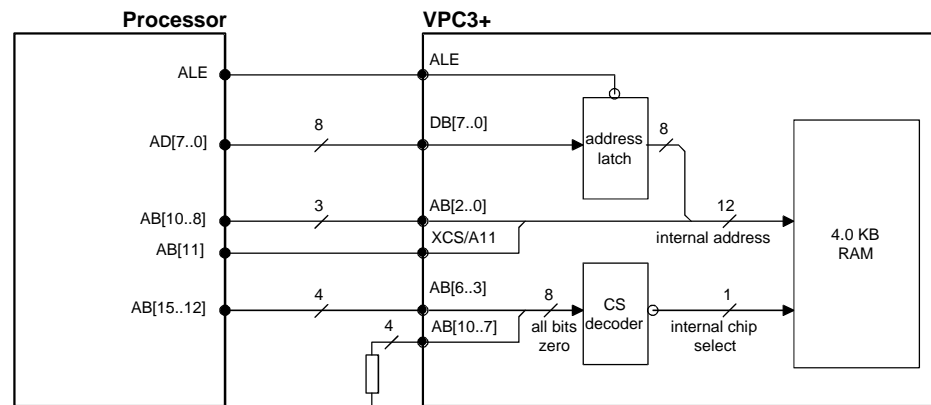 Processor
VPC3+
ALE
ALE
8
DB[7..0]
AD[7..0]
address
latch
8
AB[10..8]
3
AB[2..0]
12
AB[11]
XCS/A11
internal address
4.0 KB
RAM
AB[15..12]
4
AB[6..3]
8
CS
decoder
1
4
AB[10..7]
all bits
zero
internal chip
select